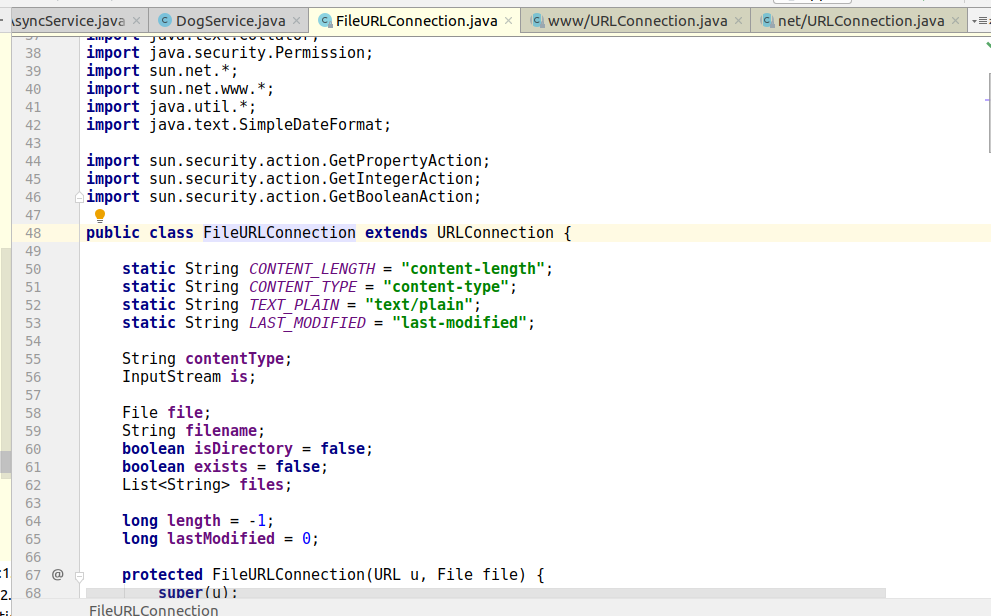 syncService.java
DogService.java
FileURLConnection.java
www/URLConnection.java
net/URLConnection.java
37 import java.text.Collator;
38 import java.security.Permission;
39 import sun.net.*;
40 import sun.net.www.*;
41 import java.util.*;
42 import java.text.SimpleDateFormat;
43
44 import sun.security.action.GetPropertyAction;
45 import sun.security.action.GetIntegerAction;
46 import sun.security.action.GetBooleanAction;
47
48 public class FileURLConnection extends URLConnection {
49
50 static String CONTENT_LENGTH = "content-length";
51 static String CONTENT_TYPE = "content-type";
52 static String TEXT_PLAIN = "text/plain";
53 static String LAST_MODIFIED = "last-modified";
54
55 String contentType;
56 InputStream is;
57
58 File file;
59 String filename;
60 boolean isDirectory = false;
61 boolean exists = false;
62 List<String> files;
63
64 long length = -1;
65 long lastModified = 0;
66
67 @ protected FileURLConnection(URL u, File file) {
68 super(u);
FileURLConnection